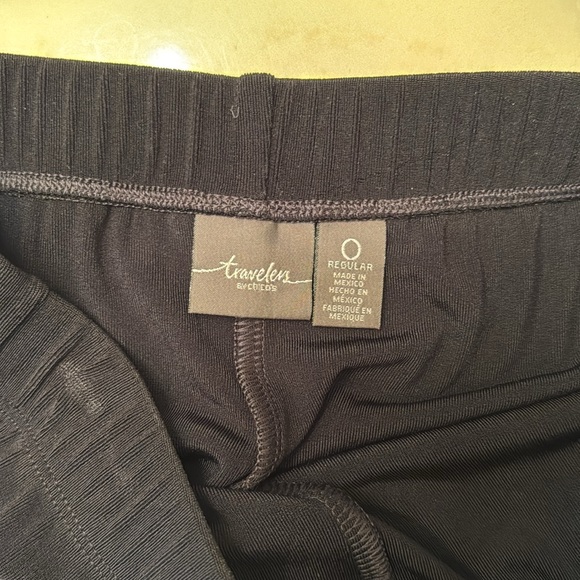 travelers
BY CHICO'S
0
REGULAR
MADE IN
MEXICO
HECHO EN
MÉXICO
FABRIQUÉ EN
MEXIQUE